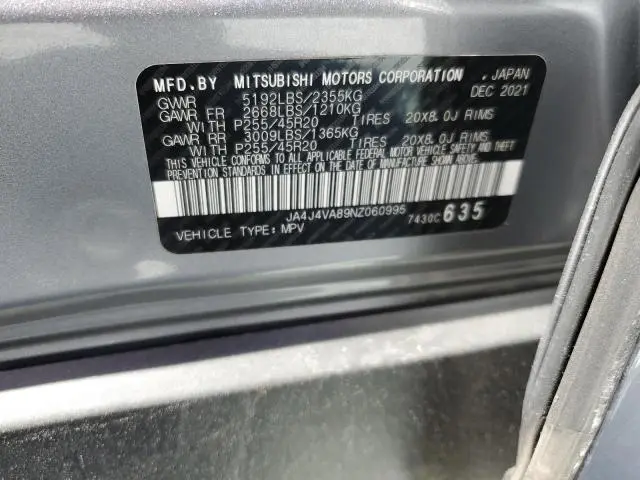 MFD.BY MITSUBISHI MOTORS CORPORATION , JAPAN
GVWR 5192LBS/2355KG DEC 2021
GAWR FR 2668LBS/1210KG
WITH P255/45R20 TIRES 20X8.0J RIMS
GAWR RR 3009LBS/1365KG
WITH P255/45R20 TIRES 20X8.0J RIMS
THIS VEHICLE CONFORMS TO ALL APPLICABLE FEDERAL MOTOR VEHICLE SAFETY AND THEFT
PREVENTION STANDARDS IN EFFECT ON THE DATE OF MANUFACTURE SHOWN ABOVE.
JA4J4VA89NZ060995
7430C635
VEHICLE TYPE: MPV